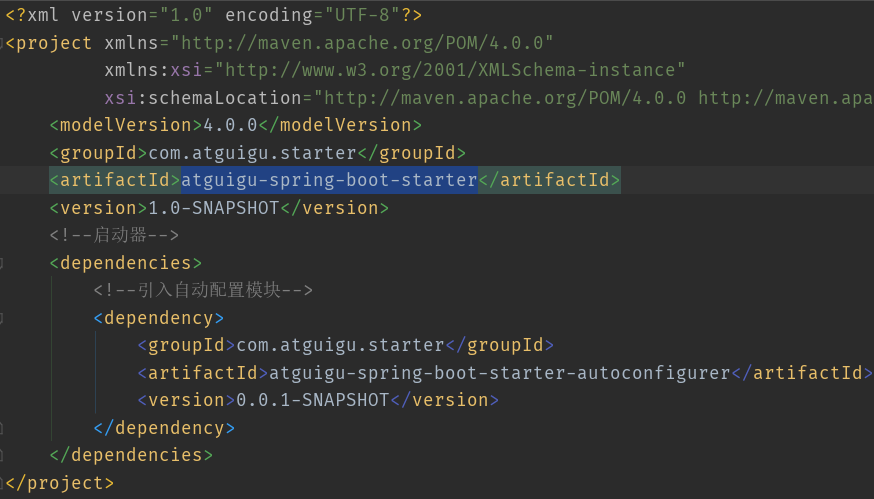 <?xml version="1.0" encoding="UTF-8"?>
<project xmlns="http://maven.apache.org/POM/4.0.0"
xmlns:xsi="http://www.w3.org/2001/XMLSchema-instance"
xsi:schemaLocation="http://maven.apache.org/POM/4.0.0 http://maven.apa
<modelVersion>4.0.0</modelVersion>
<groupId>com.atguigu.starter</groupId>
<artifactId>atguigu-spring-boot-starter</artifactId>
<version>1.0-SNAPSHOT</version>
<!--启动器-->
<dependencies>
<!--引入自动配置模块-->
<dependency>
<groupId>com.atguigu.starter</groupId>
<artifactId>atguigu-spring-boot-starter-autoconfigurer</artifactId>
<version>0.0.1-SNAPSHOT</version>
</dependency>
</dependencies>
</project>